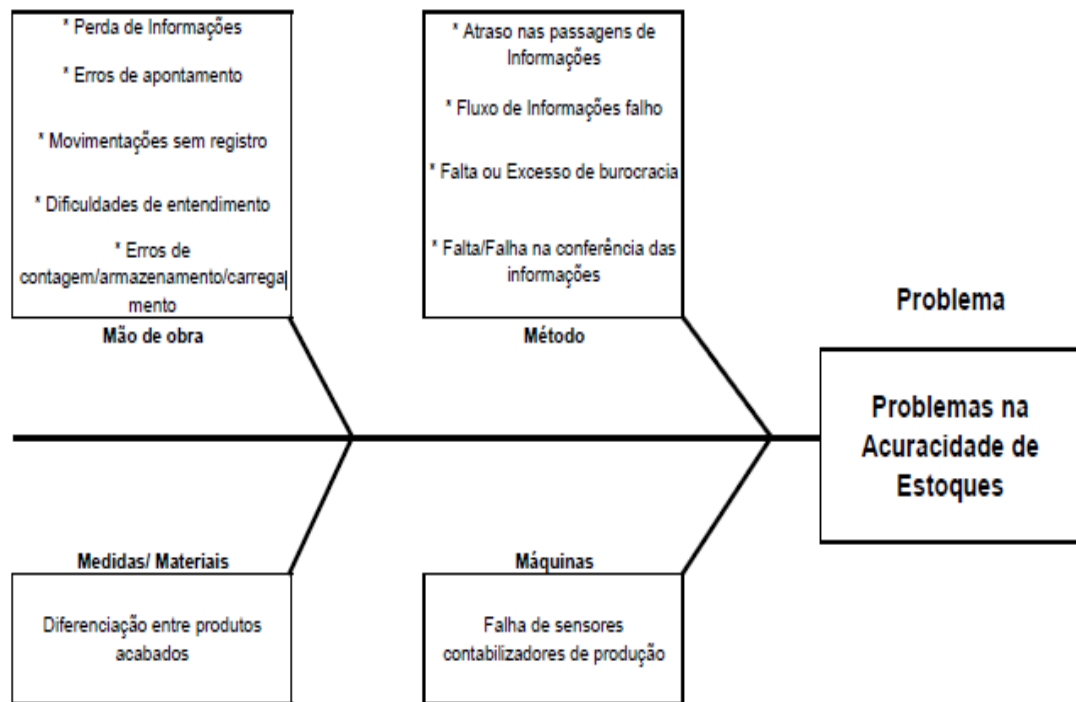 * Perda de Informações
* Erros de apontamento
* Movimentações sem registro
* Dificuldades de entendimento
* Erros de
contagem/armazenamento/carrega
mento
Mão de obra
* Atraso nas passagens de
Informações
* Fluxo de Informações falho
* Falta ou Excesso de burocracia
* Falta/Falha na conferência das
informações
Método
Problema
Problemas na
Acuracidade de
Estoques
Medidas/ Materiais
Diferenciação entre produtos
acabados
Máquinas
Falha de sensores
contabilizadores de produção